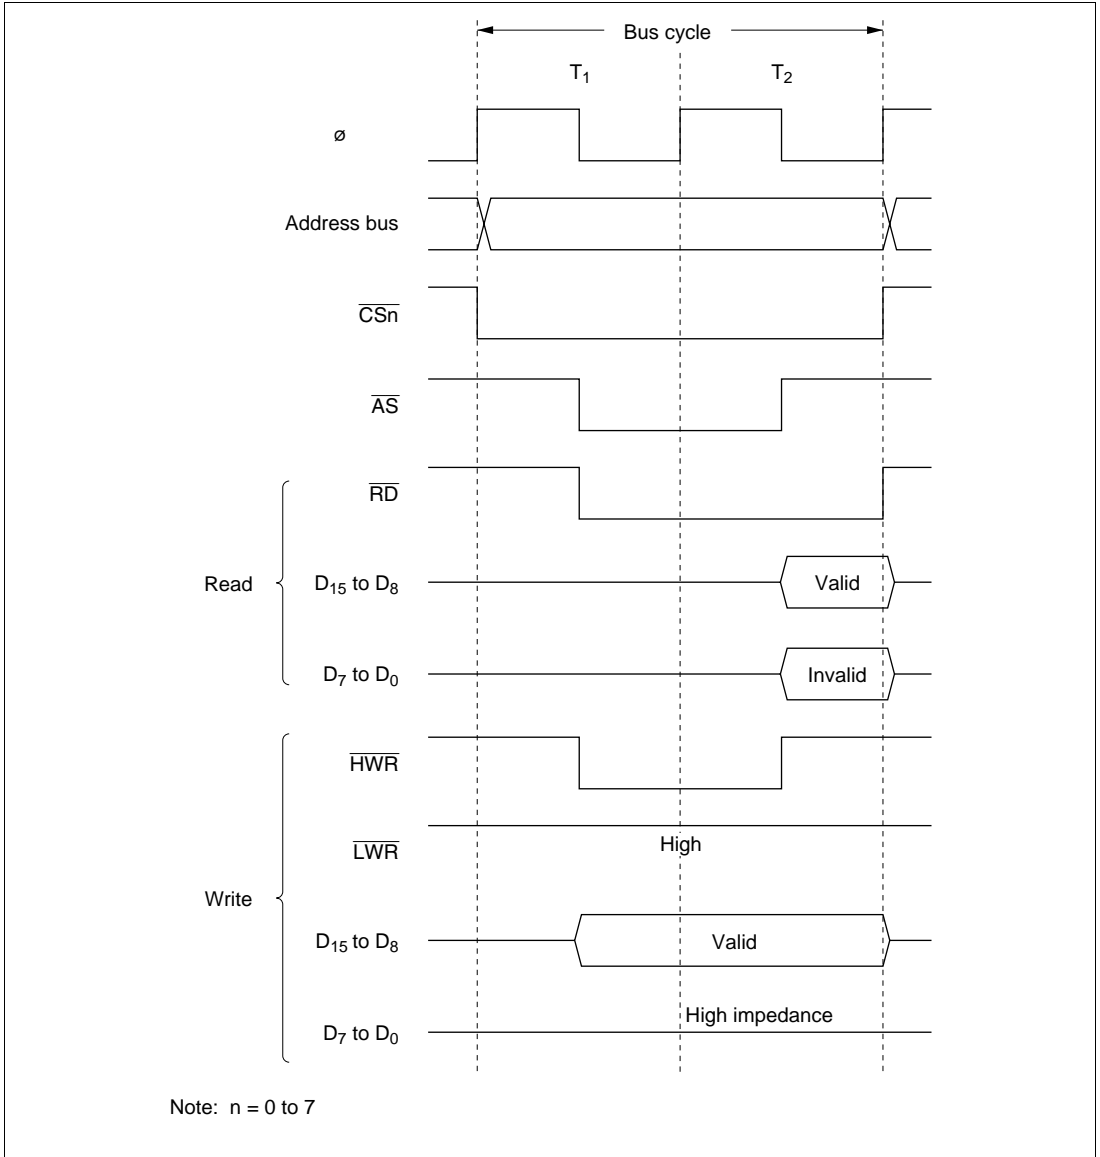 Bus cycle
T1 T2
ø
Address bus
CSn
AS
RD
Read D15 to D8 Valid
D7 to D0 Invalid
HWR
LWR High
Write
D15 to D8 Valid
D7 to D0 High impedance
Note: n = 0 to 7